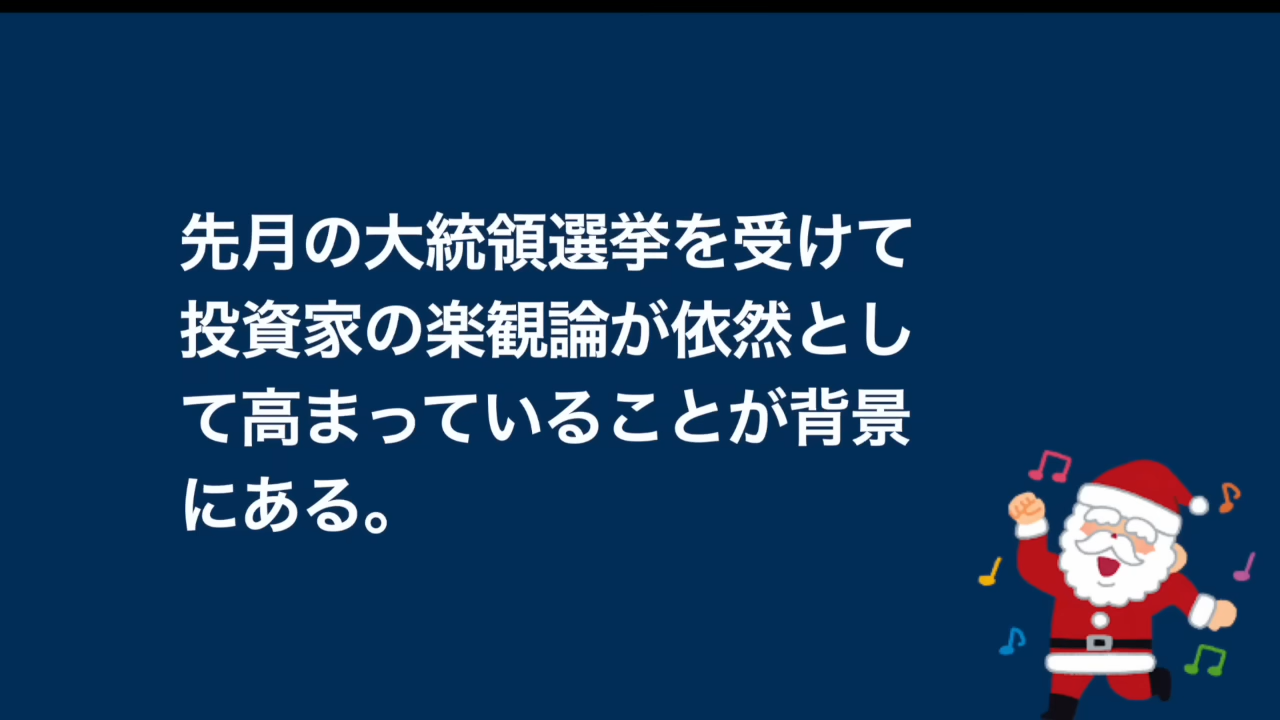 先月の大統領選挙を受けて
投資家の楽観論が依然とし
て高まっていることが背景
にある。